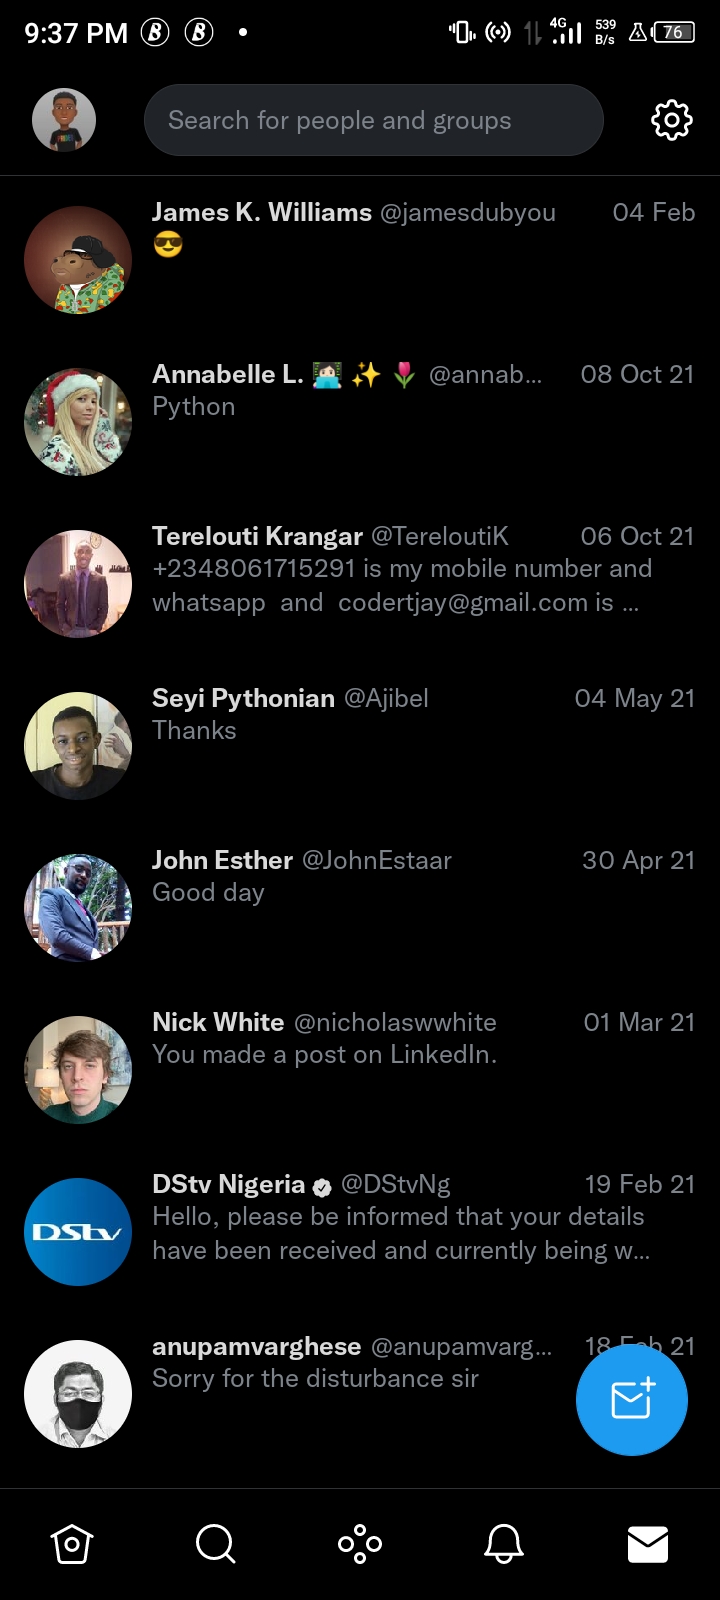 9:37 PM B B 4G 539 B/s 76
Search for people and groups
James K. Williams @jamesdubyou 04 Feb
😎
Annabelle L. 👩🏻‍💻 ✨ 🌷 @annab... 08 Oct 21
Python
Terelouti Krangar @TereloutiK 06 Oct 21
+2348061715291 is my mobile number and
whatsapp  and  codertjay@gmail.com is ...
Seyi Pythonian @Ajibel 04 May 21
Thanks
John Esther @JohnEstaar 30 Apr 21
Good day
Nick White @nicholaswwhite 01 Mar 21
You made a post on LinkedIn.
DStv Nigeria @DStvNg 19 Feb 21
DStv
Hello, please be informed that your details
have been received and currently being w...
anupamvarghese @anupamvarg... 18 Feb 21
Sorry for the disturbance sir